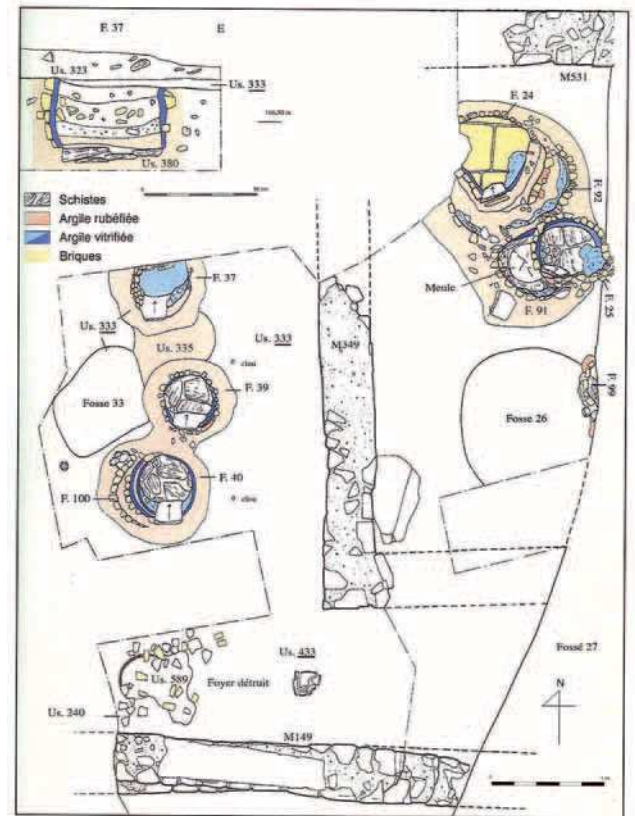 F. 37
E
Us. 323
Us. 333
Us. 380
Schistes
Argile rubéfiée
Argile vitrifiée
Briques
M531
F. 24
F. 92
Meule
F. 25
F. 91
F. 37
Us. 333
Us. 335
Us. 333
M349
clou
Fosse 33
F. 39
F. 99
Fosse 26
F. 40
F. 100
clou
Us. 433
Fossé 27
Us. 589
Foyer détruit
N
Us. 240
M149